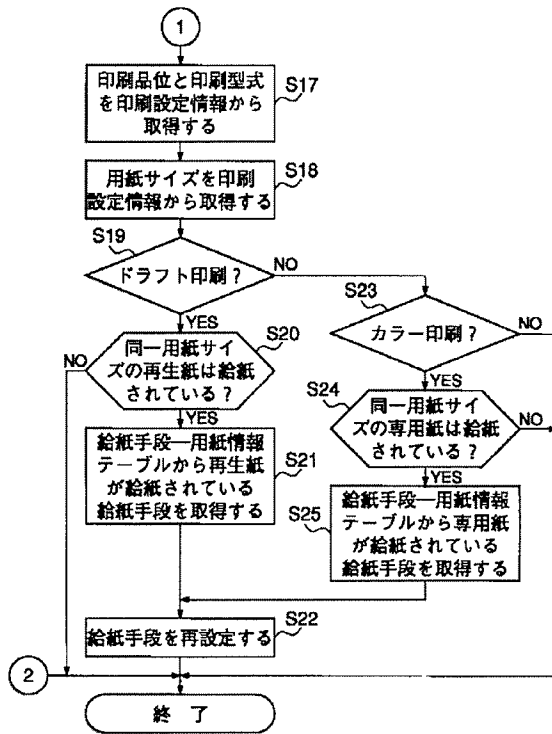 1
印刷品位と印刷型式
を印刷設定情報から
取得する
S17
用紙サイズを印刷
設定情報から取得する
S18
S19
ドラフト印刷?
NO
YES
S23
カラー印刷?
NO
YES
S20
NO
同一用紙サイ
ズの再生紙は給紙
されている?
YES
S24
同一用紙サイ
ズの専用紙は給紙
されている?
NO
YES
給紙手段—用紙情報
テーブルから再生紙
が給紙されている
給紙手段を取得する
S21
給紙手段—用紙情報
テーブルから専用紙
が給紙されている
給紙手段を取得する
S25
給紙手段を再設定する
S22
2
終了